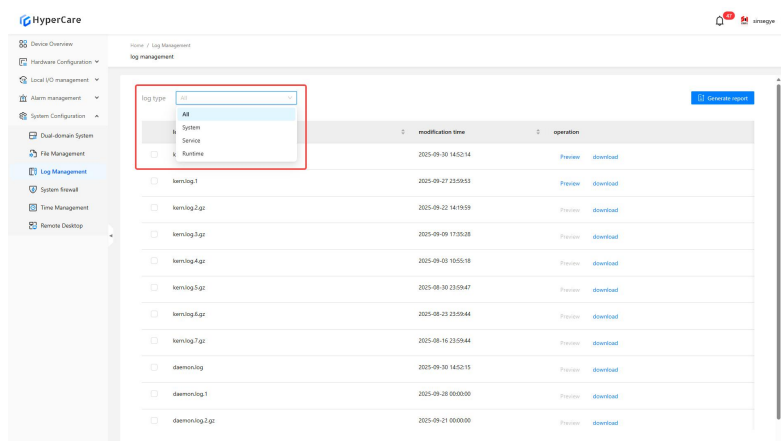 HyperCare
47
sinsegye
Device Overview
Hardware Configuration
Local I/O management
Alarm management
System Configuration
Dual-domain System
File Management
Log Management
System firewall
Time Management
Remote Desktop
Home / Log Management
log management
log type
All
Generate report
All
System
Service
Runtime
modification time
operation
2025-09-30 14:52:14
Preview
download
kern.log.1
2025-09-27 23:59:53
Preview
download
kern.log.2.gz
2025-09-22 14:19:59
Preview
download
kern.log.3.gz
2025-09-09 17:35:28
Preview
download
kern.log.4.gz
2025-09-03 10:55:18
Preview
download
kern.log.5.gz
2025-08-30 23:59:47
Preview
download
kern.log.6.gz
2025-08-23 23:59:44
Preview
download
kern.log.7.gz
2025-08-16 23:59:44
Preview
download
daemon.log
2025-09-30 14:52:15
Preview
download
daemon.log.1
2025-09-28 00:00:00
Preview
download
daemon.log.2.gz
2025-09-21 00:00:00
Preview
download